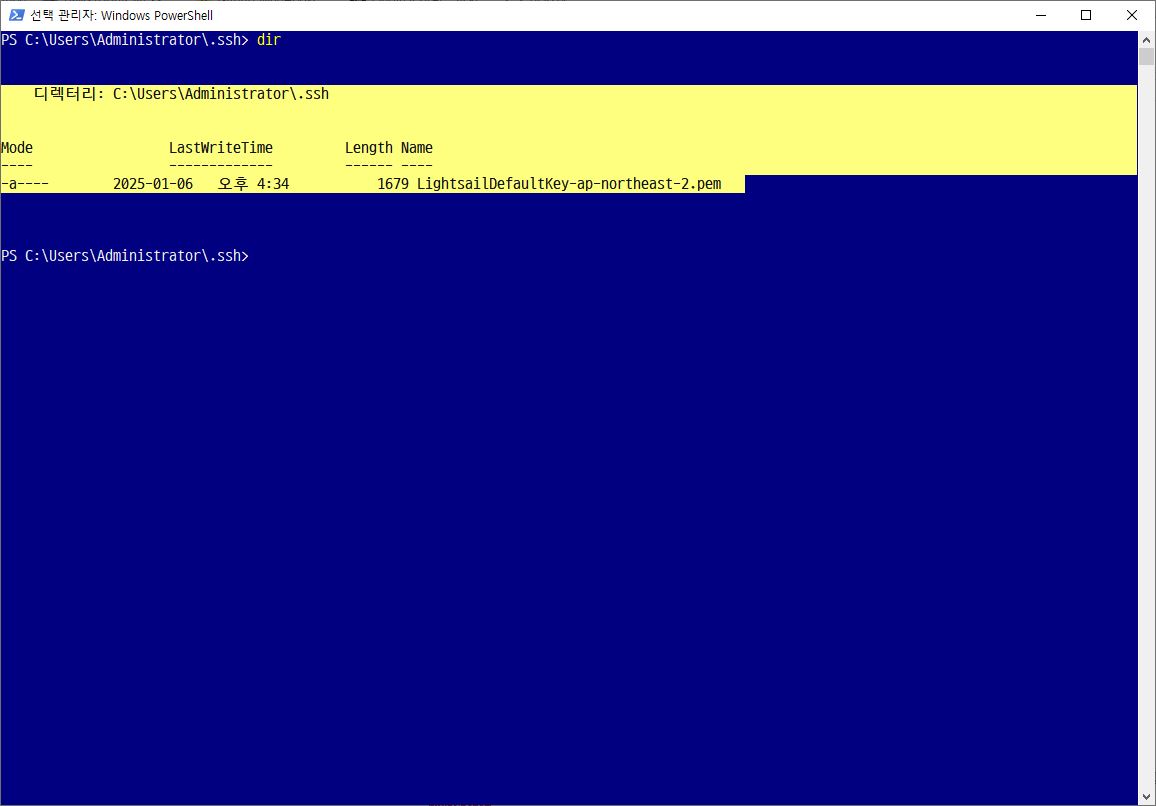 선택 관리자: Windows PowerShell
PS C:\Users\Administrator\.ssh> dir
디렉터리: C:\Users\Administrator\.ssh
Mode                 LastWriteTime         Length Name
----                 -------------         ------ ----
-a----        2025-01-06   오후 4:34           1679 LightsailDefaultKey-ap-northeast-2.pem
PS C:\Users\Administrator\.ssh>